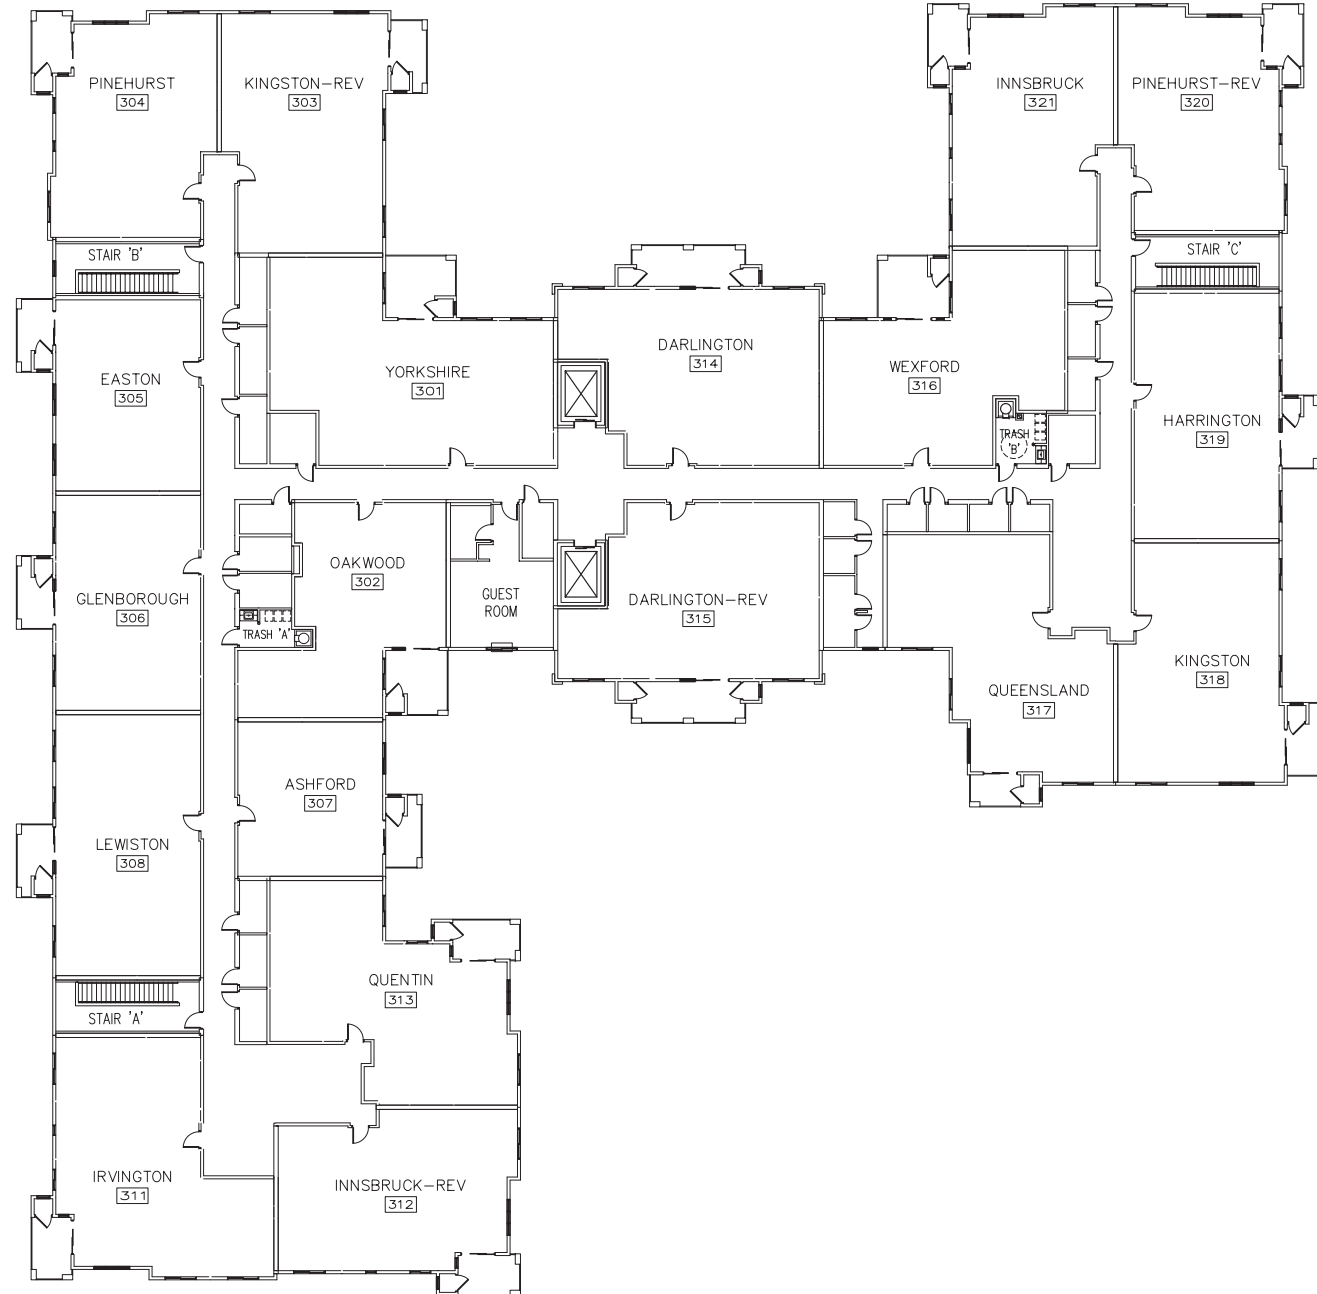 PINEHURST
304
KINGSTON-REV
303
INNSBRUCK
321
PINEHURST-REV
320
STAIR 'B'
STAIR 'C'
EASTON
305
YORKSHIRE
301
DARLINGTON
314
WEXFORD
316
HARRINGTON
319
TRASH
'B'
GLENBOROUGH
306
OAKWOOD
302
GUEST
ROOM
DARLINGTON-REV
315
TRASH 'A'
QUEENSLAND
317
KINGSTON
318
ASHFORD
307
LEWISTON
308
QUENTIN
313
STAIR 'A'
IRVINGTON
311
INNSBRUCK-REV
312